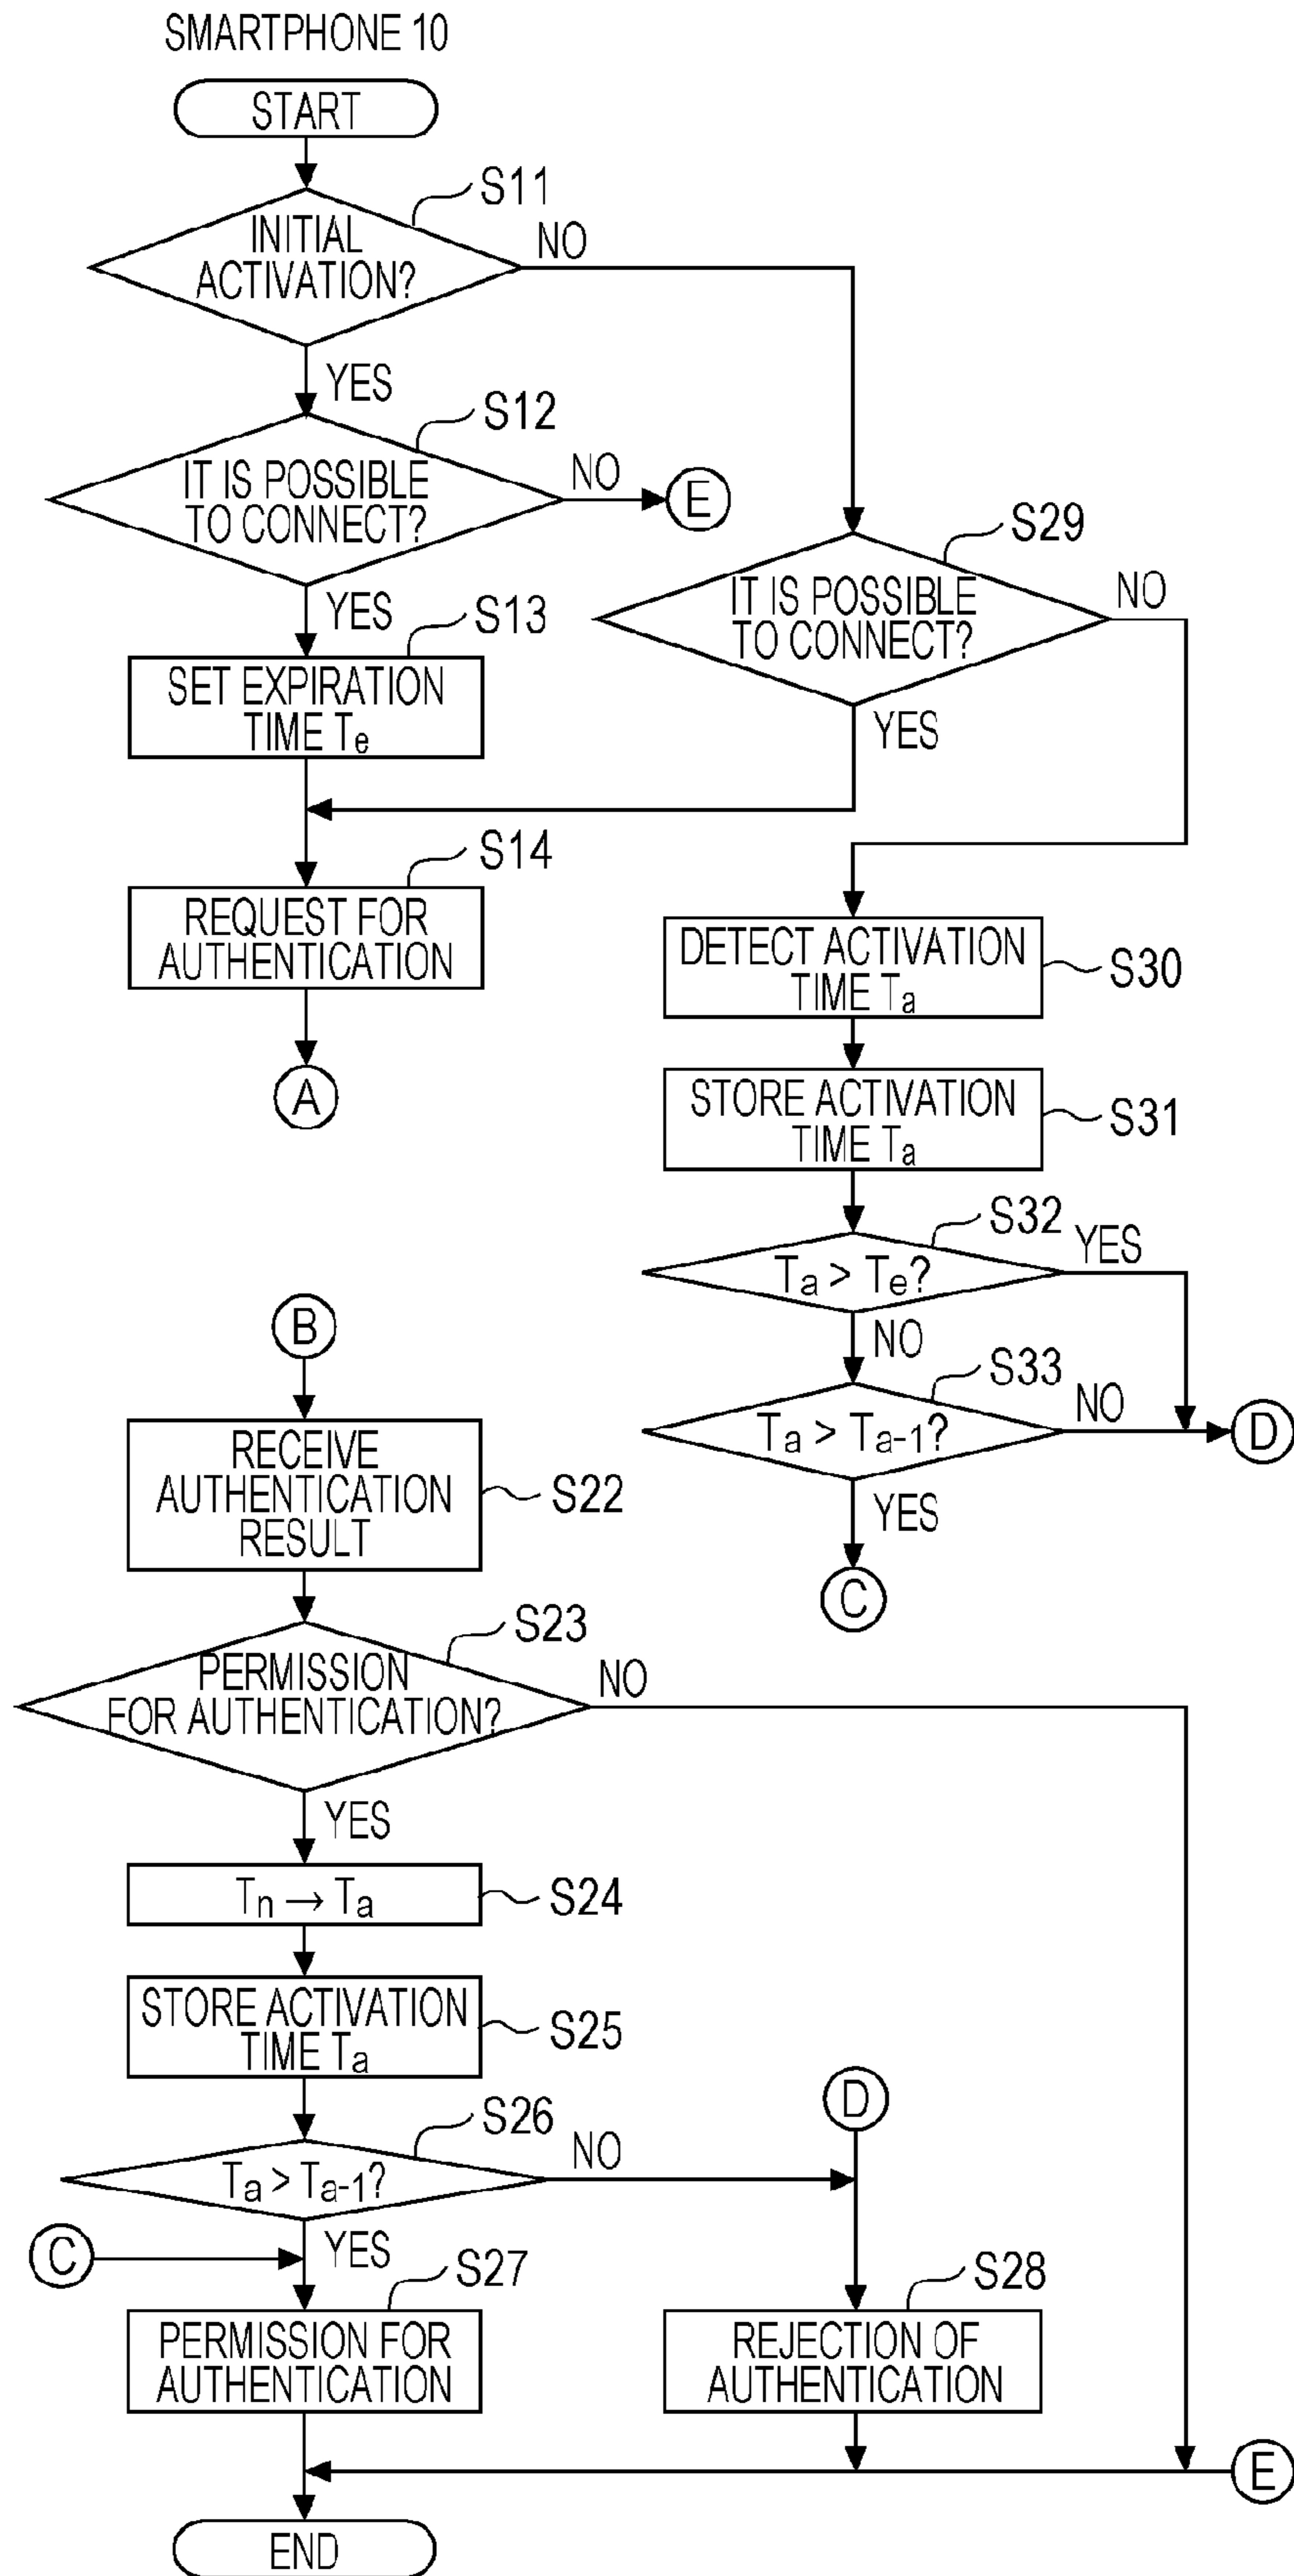 SMARTPHONE 10
START
S11
INITIAL
ACTIVATION?
NO
YES
S12
IT IS POSSIBLE
TO CONNECT?
NO
E
S29
IT IS POSSIBLE
TO CONNECT?
NO
YES
S13
SET EXPIRATION
TIME Te
YES
S14
REQUEST FOR
AUTHENTICATION
A
DETECT ACTIVATION
TIME Ta
S30
STORE ACTIVATION
TIME Ta
S31
S32
Ta > Te?
YES
NO
S33
Ta > Ta-1?
NO
D
YES
C
B
RECEIVE
AUTHENTICATION
RESULT
S22
S23
PERMISSION
FOR AUTHENTICATION?
NO
YES
Tn → Ta
S24
STORE ACTIVATION
TIME Ta
S25
D
S26
Ta > Ta-1?
NO
C
YES
S27
PERMISSION FOR
AUTHENTICATION
S28
REJECTION OF
AUTHENTICATION
E
END